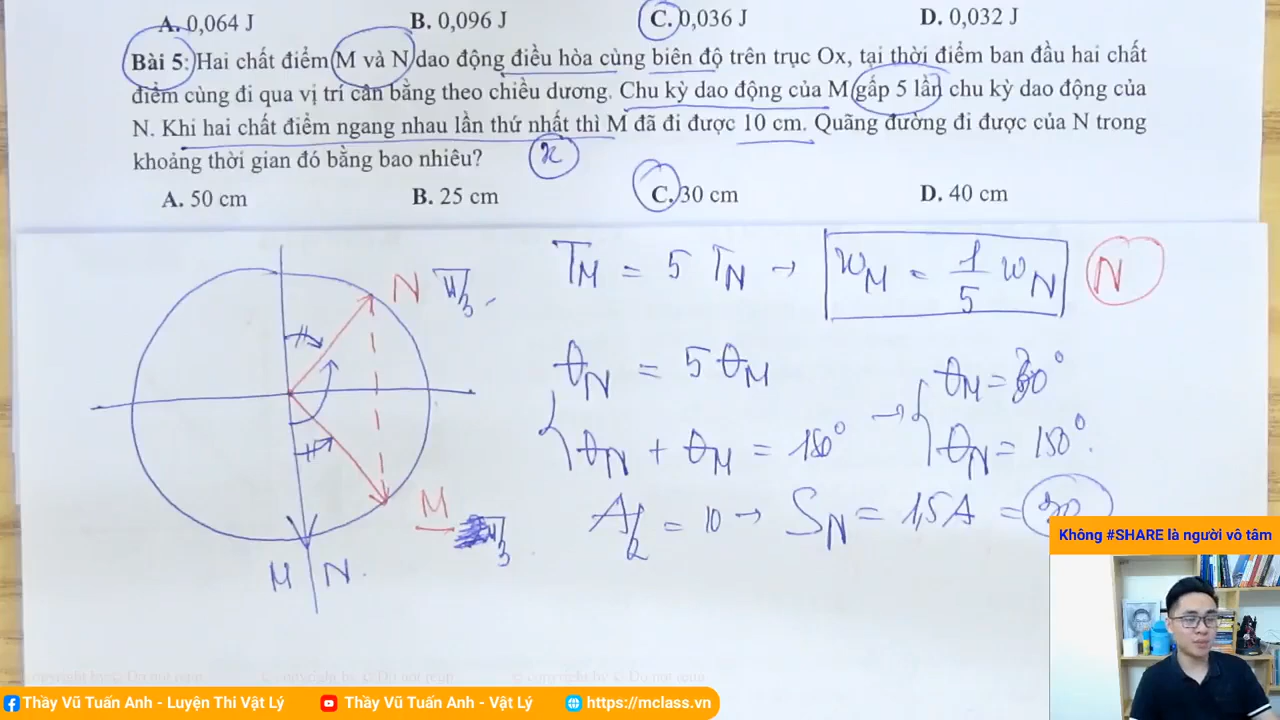 A. 0,064 J B. 0,096 J C. 0,036 J D. 0,032 J
Bài 5: Hai chất điểm M và N dao động điều hòa cùng biên độ trên trục Ox, tại thời điểm ban đầu hai chất
điểm cùng đi qua vị trí cân bằng theo chiều dương. Chu kỳ dao động của M gấp 5 lần chu kỳ dao động của
N. Khi hai chất điểm ngang nhau lần thứ nhất thì M đã đi được 10 cm. Quãng đường đi được của N trong
khoảng thời gian đó bằng bao nhiêu?
x
A. 50 cm B. 25 cm C. 30 cm D. 40 cm
T_M = 5 T_N → ω_M = 1/5 ω_N N
N π/3
θ_N = 5 θ_M
θ_N + θ_M = 180° → θ_M = 30°
θ_N = 150°.
M π/3
A/2 = 10 → S_N = 1,5A = 30
M N
Không #SHARE là người vô tâm
Thầy Vũ Tuấn Anh - Luyện Thi Vật Lý Thầy Vũ Tuấn Anh - Vật Lý https://mclass.vn